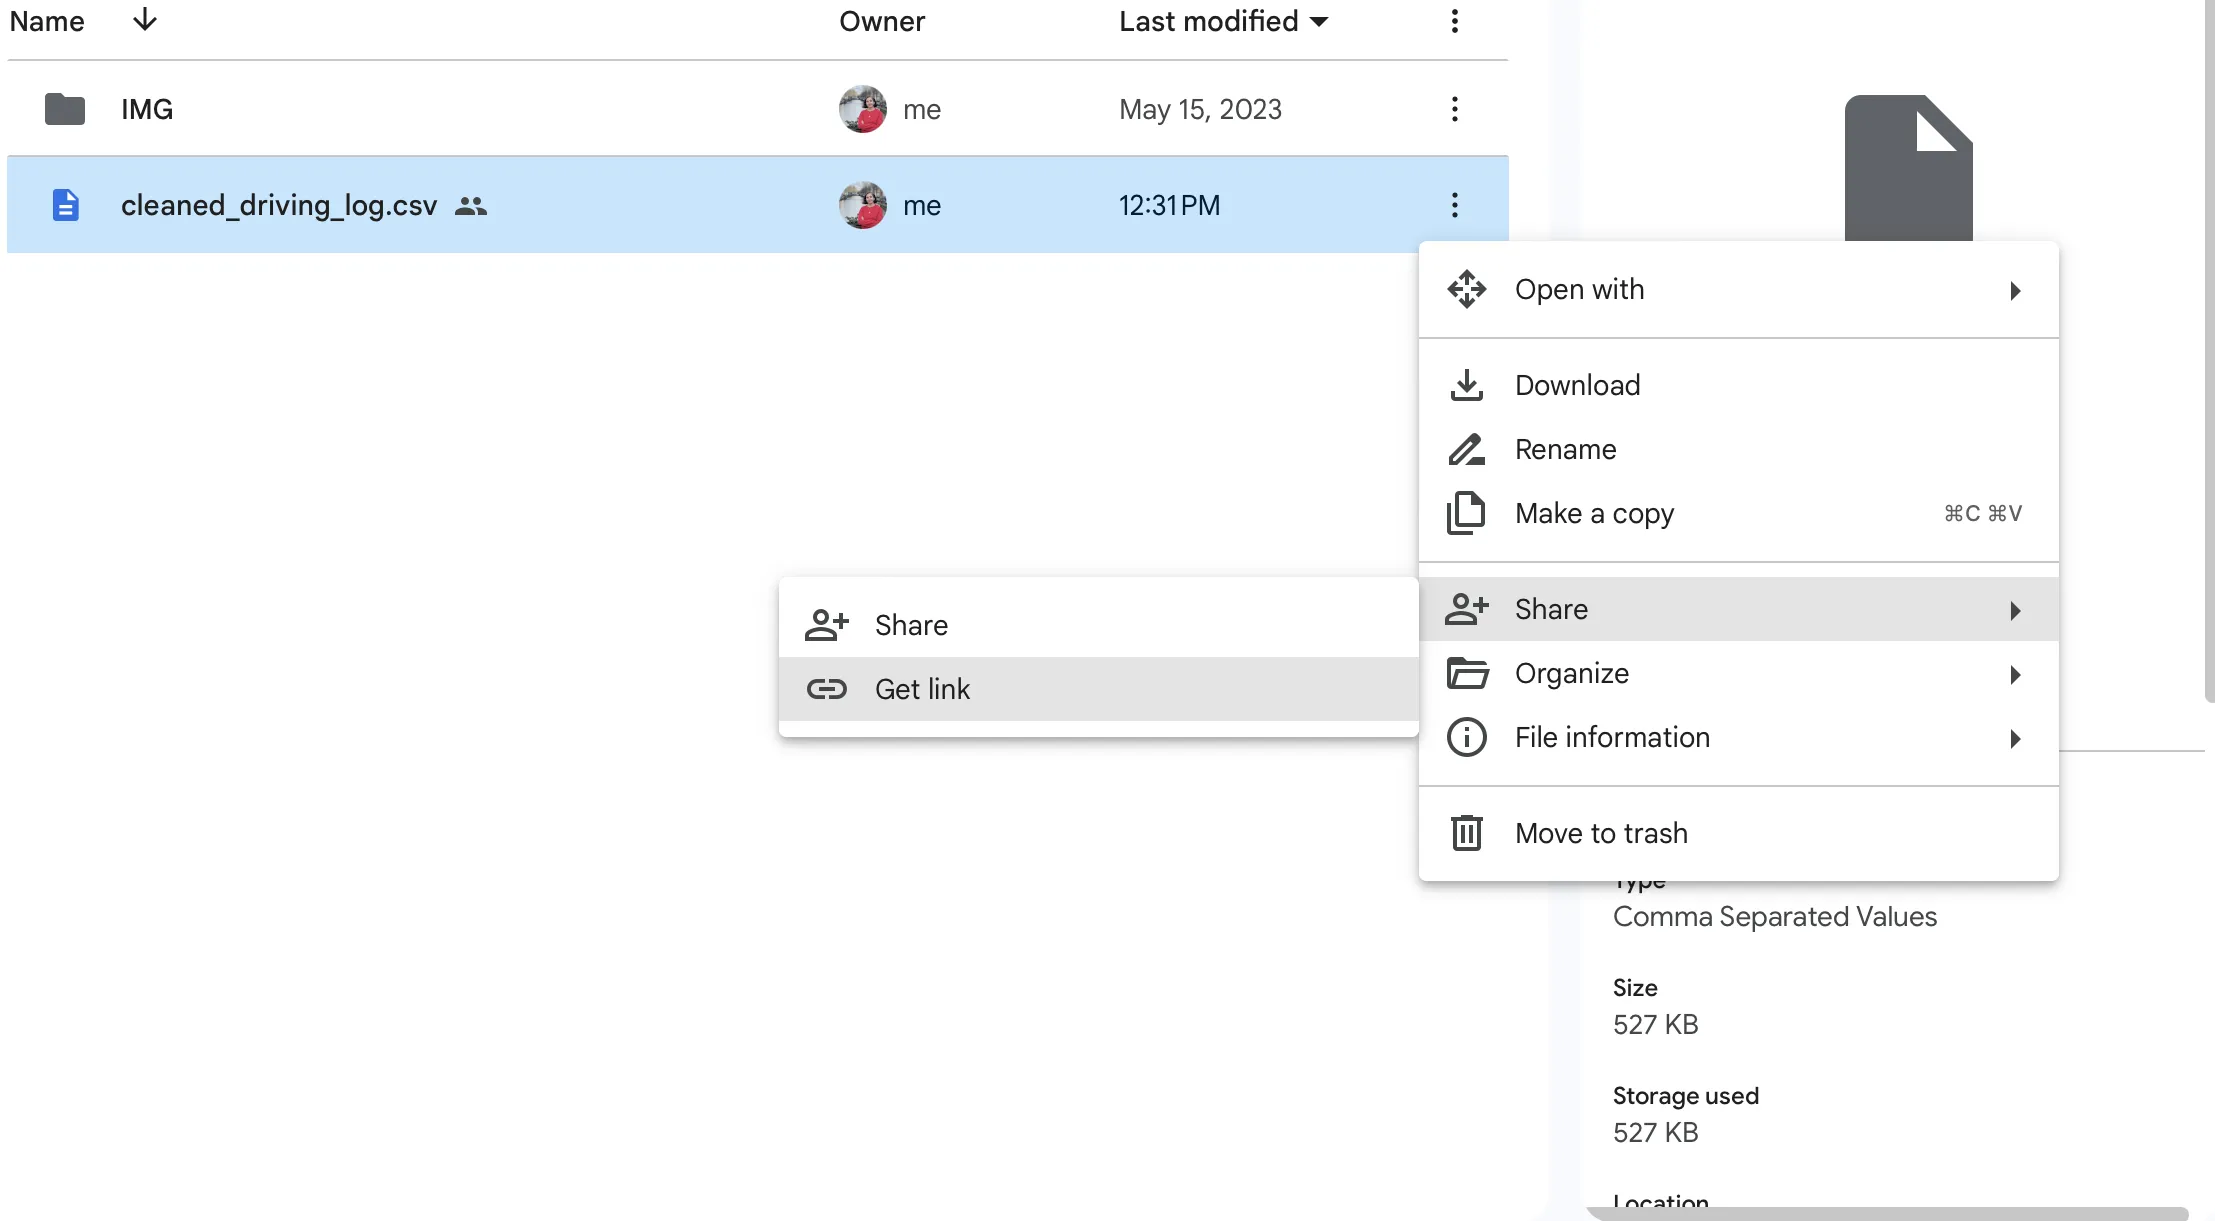 Name Owner Last modified
IMG me May 15, 2023
cleaned_driving_log.csv me 12:31 PM
Open with
Download
Rename
Make a copy ⌘C ⌘V
Share
Organize
File information
Move to trash
Share
Get link
Type
Comma Separated Values
Size
527 KB
Storage used
527 KB
Location